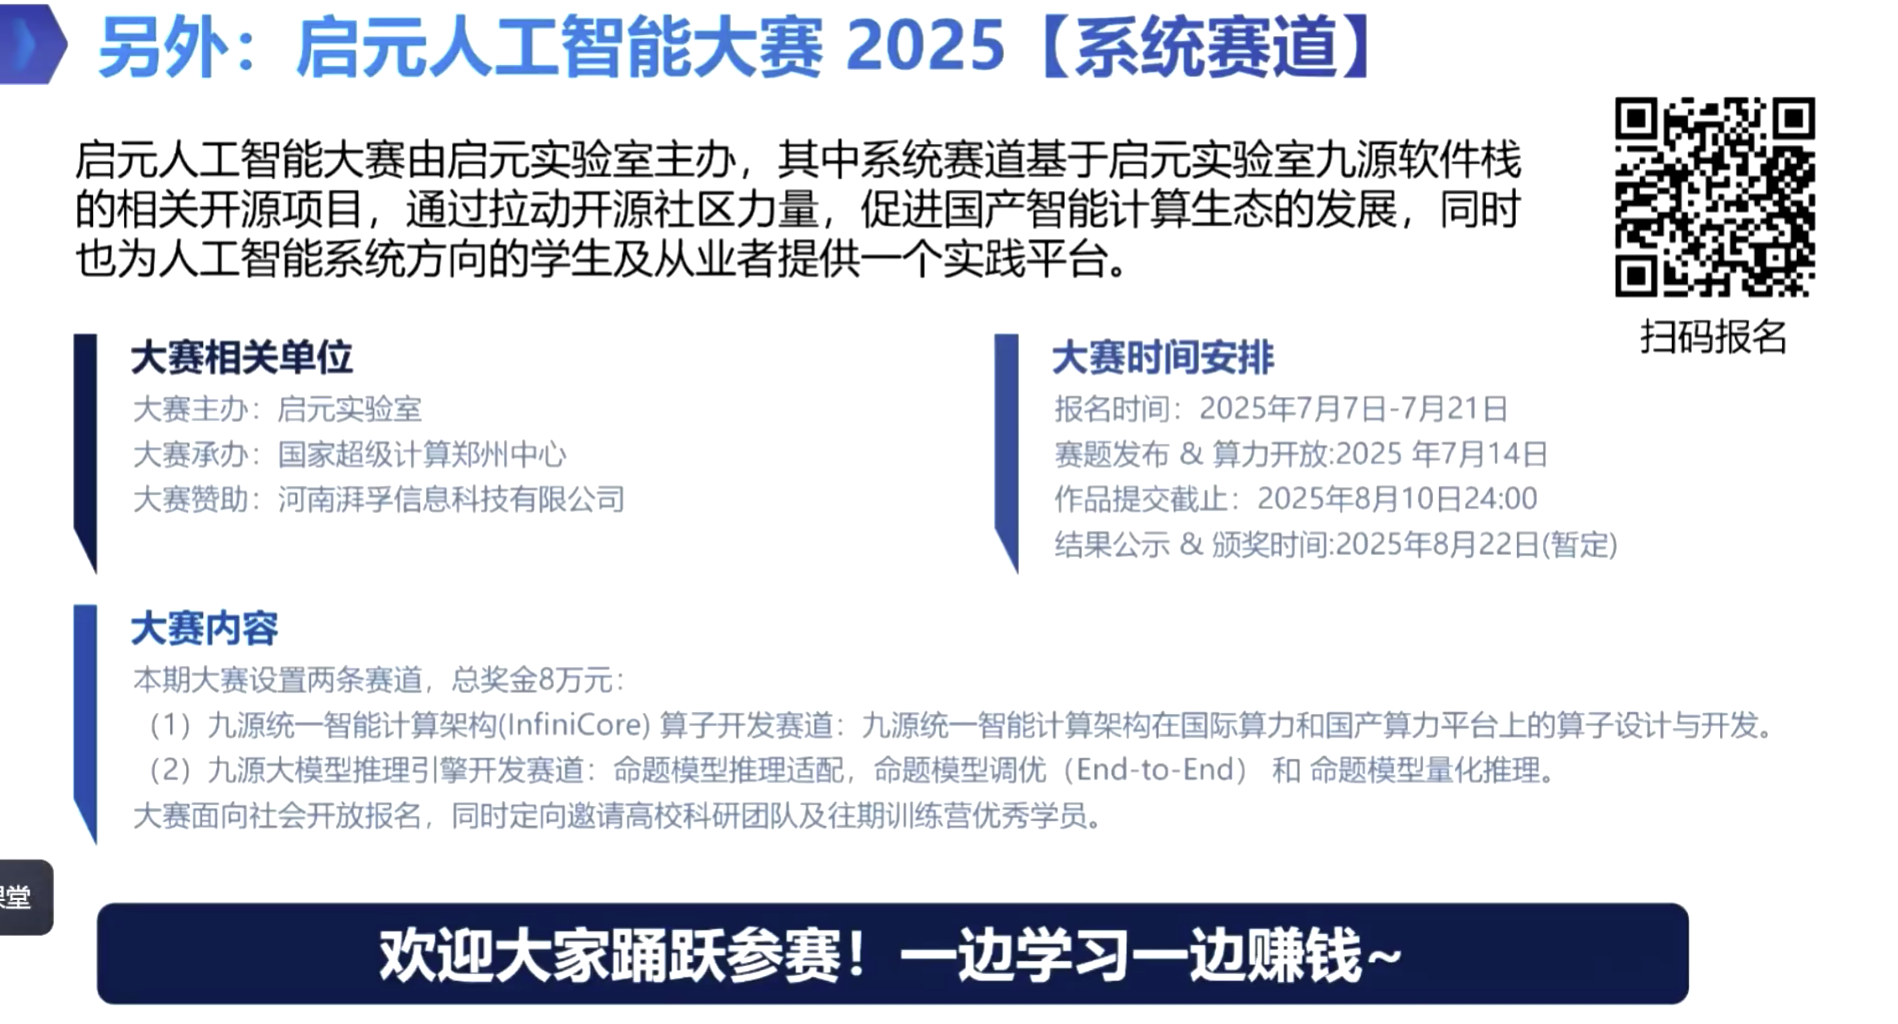 另外：启元人工智能大赛 2025【系统赛道】
启元人工智能大赛由启元实验室主办，其中系统赛道基于启元实验室九源软件栈
的相关开源项目，通过拉动开源社区力量，促进国产智能计算生态的发展，同时
也为人工智能系统方向的学生及从业者提供一个实践平台。
扫码报名
大赛相关单位
大赛主办：启元实验室
大赛承办：国家超级计算郑州中心
大赛赞助：河南湃孚信息科技有限公司
大赛时间安排
报名时间：2025年7月7日-7月21日
赛题发布 & 算力开放:2025 年7月14日
作品提交截止：2025年8月10日24:00
结果公示 & 颁奖时间:2025年8月22日(暂定)
大赛内容
本期大赛设置两条赛道，总奖金8万元：
（1）九源统一智能计算架构(InfiniCore) 算子开发赛道：九源统一智能计算架构在国际算力和国产算力平台上的算子设计与开发。
（2）九源大模型推理引擎开发赛道：命题模型推理适配，命题模型调优（End-to-End） 和 命题模型量化推理。
大赛面向社会开放报名，同时定向邀请高校科研团队及往期训练营优秀学员。
堂
欢迎大家踊跃参赛！一边学习一边赚钱~